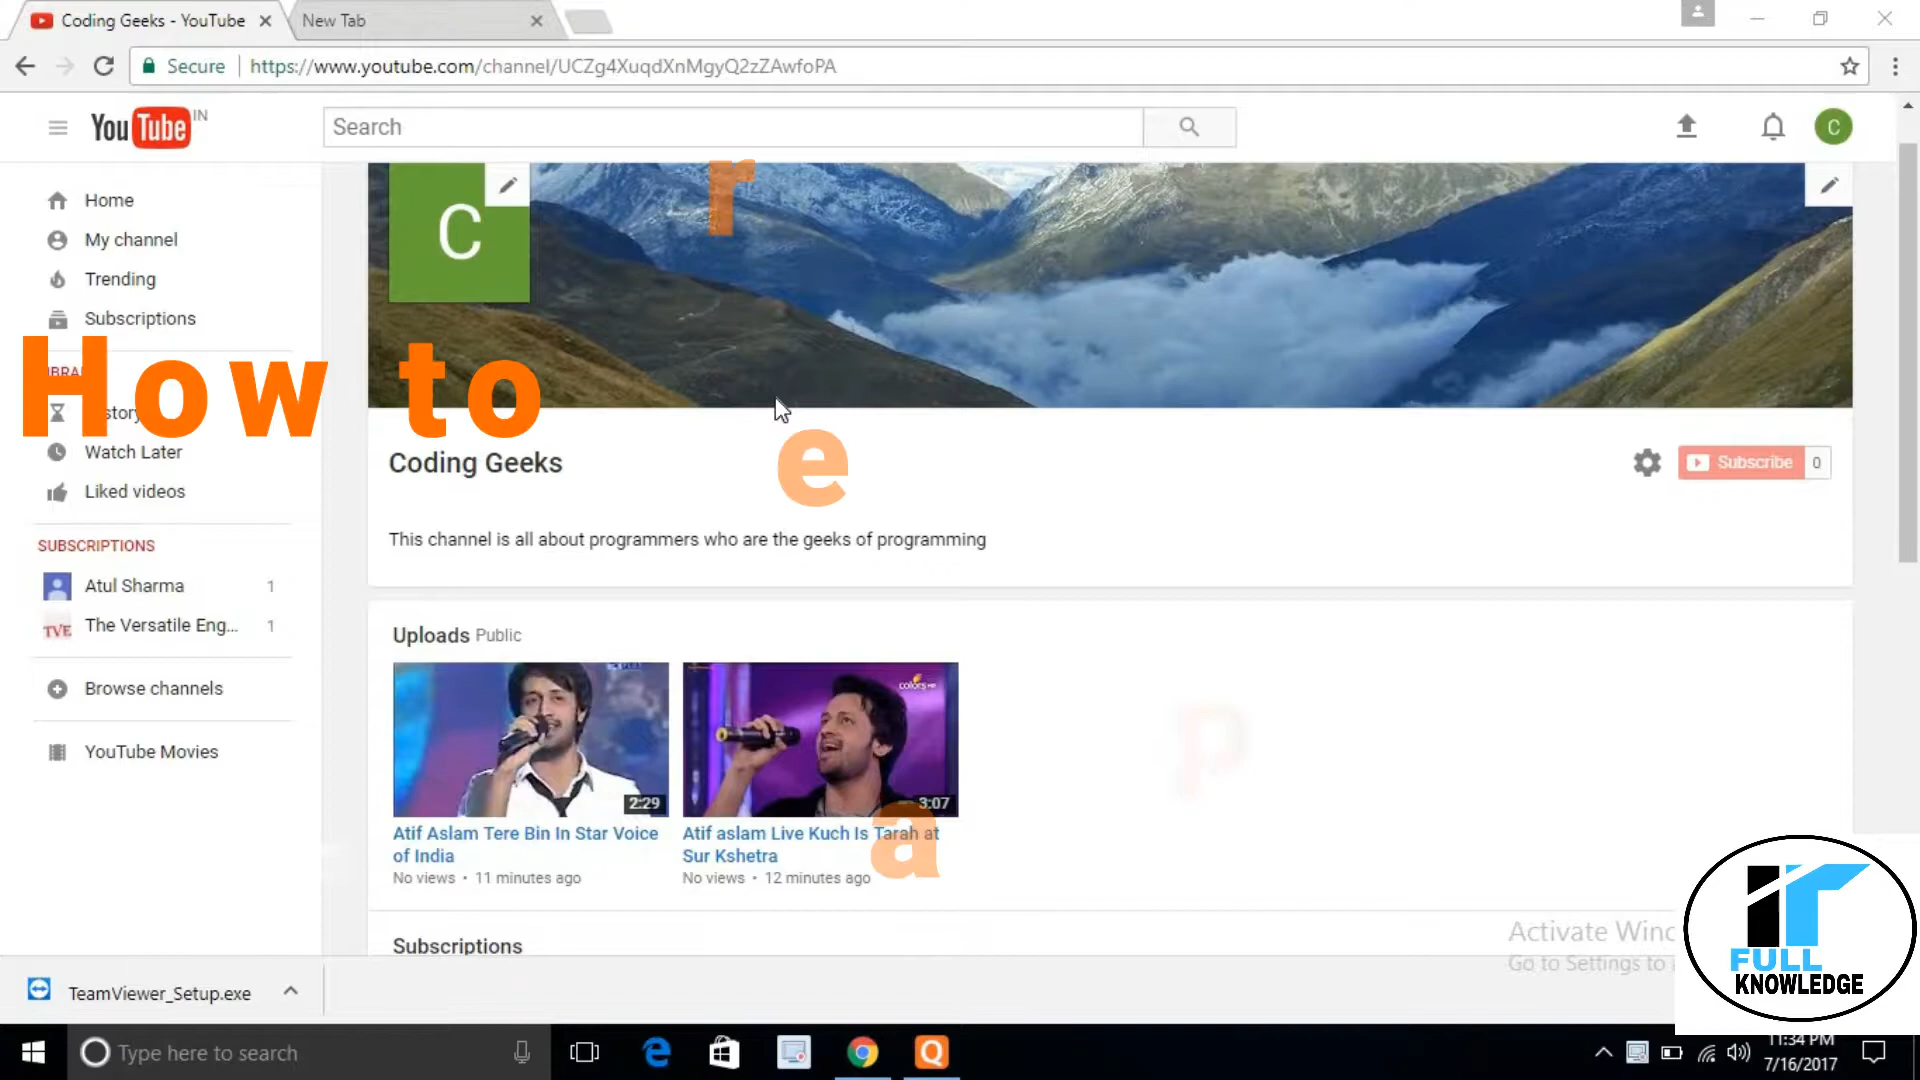 Coding Geeks - YouTube
New Tab
Secure
https://www.youtube.com/channel/UCZg4XuqdXnMgyQ2zZAwfoPA
YouTube IN
Search
C
r
C
Home
My channel
Trending
Subscriptions
How to
Watch Later
Liked videos
e
Coding Geeks
Subscribe 0
This channel is all about programmers who are the geeks of programming
SUBSCRIPTIONS
Atul Sharma 1
TVE The Versatile Eng... 1
Browse channels
YouTube Movies
Uploads Public
colors HD
p
2:29
3:07
Atif Aslam Tere Bin In Star Voice
of India
No views • 11 minutes ago
Atif aslam Live Kuch Is Tarah at
Sur Kshetra
No views • 12 minutes ago
a
Subscriptions
Activate Winc
Go to Settings to
IT
FULL
KNOWLEDGE
TeamViewer_Setup.exe
Type here to search
11:34 PM
7/16/2017